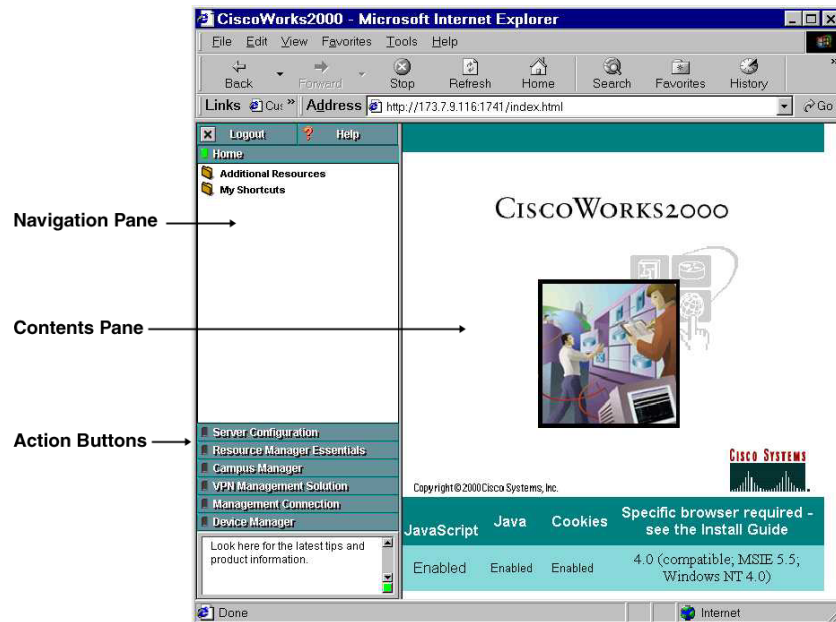 CiscoWorks2000 - Microsoft Internet Explorer
File Edit View Favorites Tools Help
Back Forward Stop Refresh Home Search Favorites History »
Links Cu: » Address http://173.7.9.116:1741/index.html Go
Logout ? Help
Home
Additional Resources
My Shortcuts
Navigation Pane
CISCOWORKS2000
Contents Pane
Action Buttons
Server Configuration
Resource Manager Essentials
Campus Manager
VPN Management Solution
Management Connection
Device Manager
CISCO SYSTEMS
Copyright©2000Cisco Systems, Inc.
JavaScript Java Cookies Specific browser required -
see the Install Guide
Look here for the latest tips and
product information.
Enabled Enabled Enabled 4.0 (compatible; MSIE 5.5;
Windows NT 4.0)
Done Internet